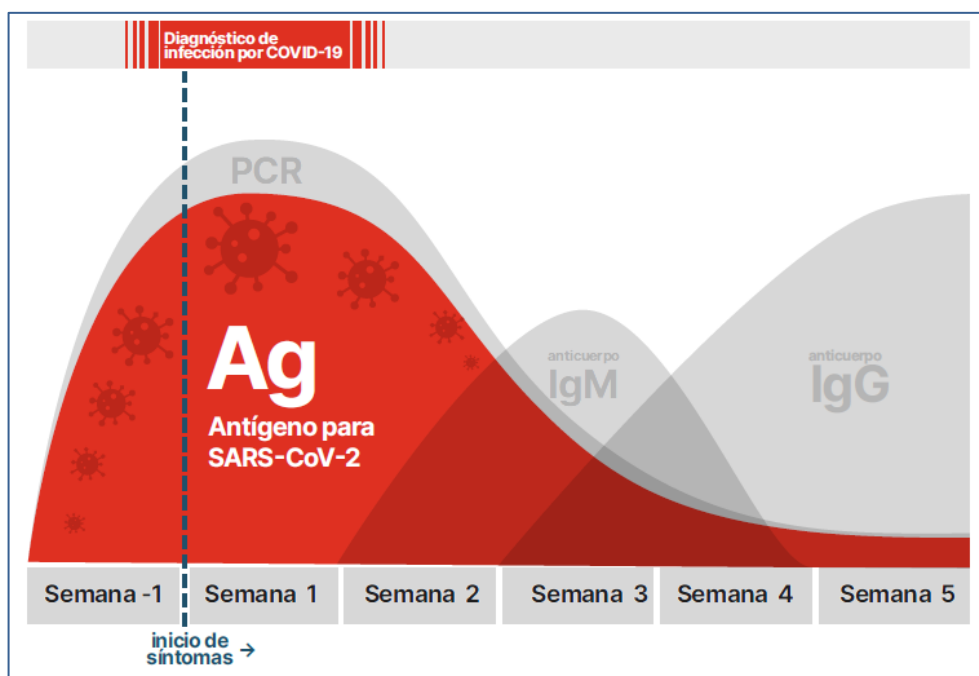 Diagnóstico de
infección por COVID-19
PCR
Ag
Antígeno para
SARS-CoV-2
anticuerpo
IgM
anticuerpo
IgG
Semana -1
Semana 1
Semana 2
Semana 3
Semana 4
Semana 5
inicio de
síntomas →